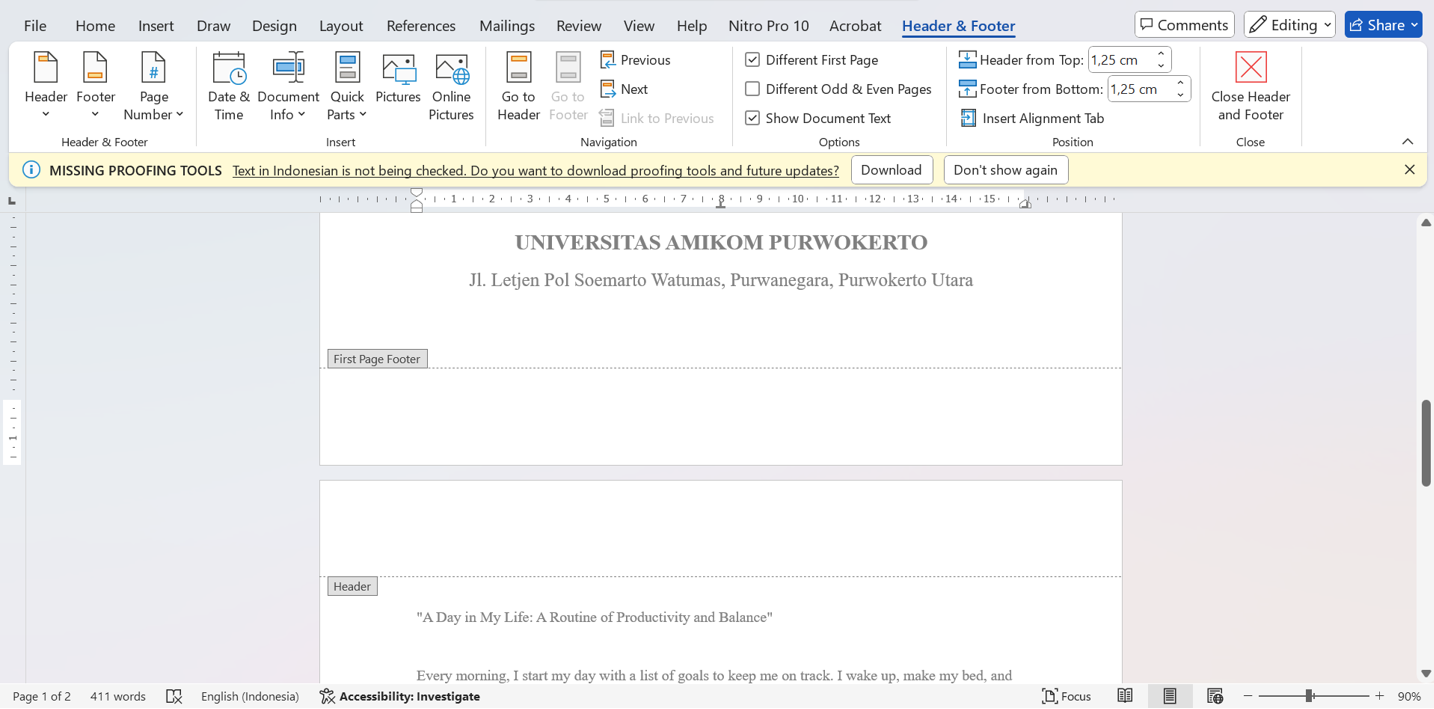 File Home Insert Draw Design Layout References Mailings Review View Help Nitro Pro 10 Acrobat Header & Footer Comments Editing Share
Header Footer Page Number
Header & Footer
Date & Time Document Info Quick Parts Pictures Online Pictures
Insert
Go to Header Go to Footer Previous
Next
Link to Previous
Navigation
Different First Page
Different Odd & Even Pages
Show Document Text
Options
Header from Top: 1,25 cm
Footer from Bottom: 1,25 cm
Insert Alignment Tab
Position
Close Header and Footer
Close
MISSING PROOFING TOOLS Text in Indonesian is not being checked. Do you want to download proofing tools and future updates? Download Don't show again
1 2 3 4 5 6 7 8 9 10 11 12 13 14 15
UNIVERSITAS AMIKOM PURWOKERTO
Jl. Letjen Pol Soemarto Watumas, Purwanegara, Purwokerto Utara
First Page Footer
1
Header
"A Day in My Life: A Routine of Productivity and Balance"
Every morning, I start my day with a list of goals to keep me on track. I wake up, make my bed, and
Page 1 of 2 411 words English (Indonesia) Accessibility: Investigate Focus 90%